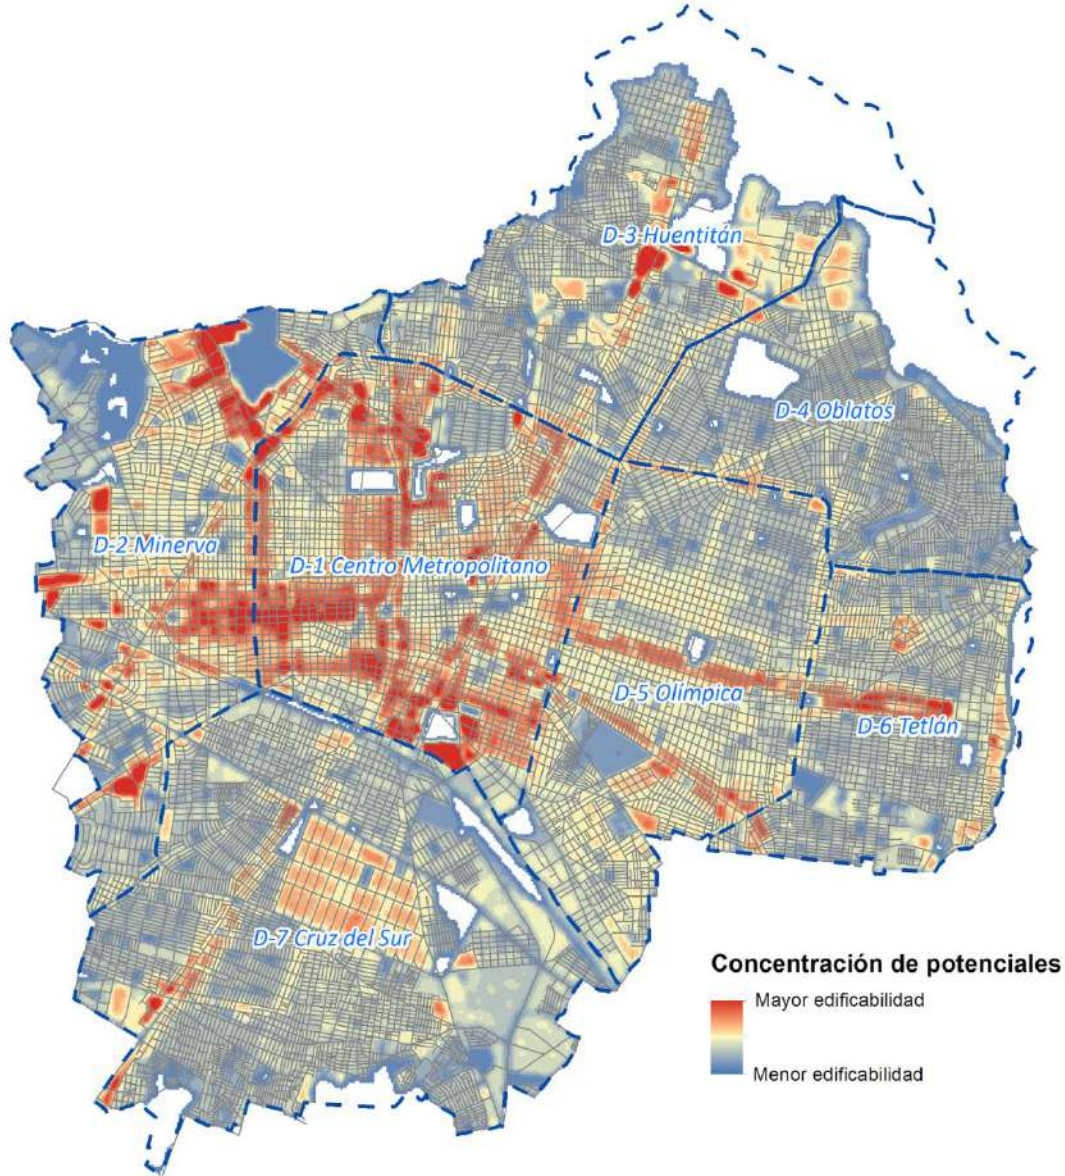 D-3 Huentitán
D-4 Oblatos
D-2 Minerva
D-1 Centro Metropolitano
D-5 Olímpica
D-6 Tetlán
D-7 Cruz del Sur
Concentración de potenciales
Mayor edificabilidad
Menor edificabilidad